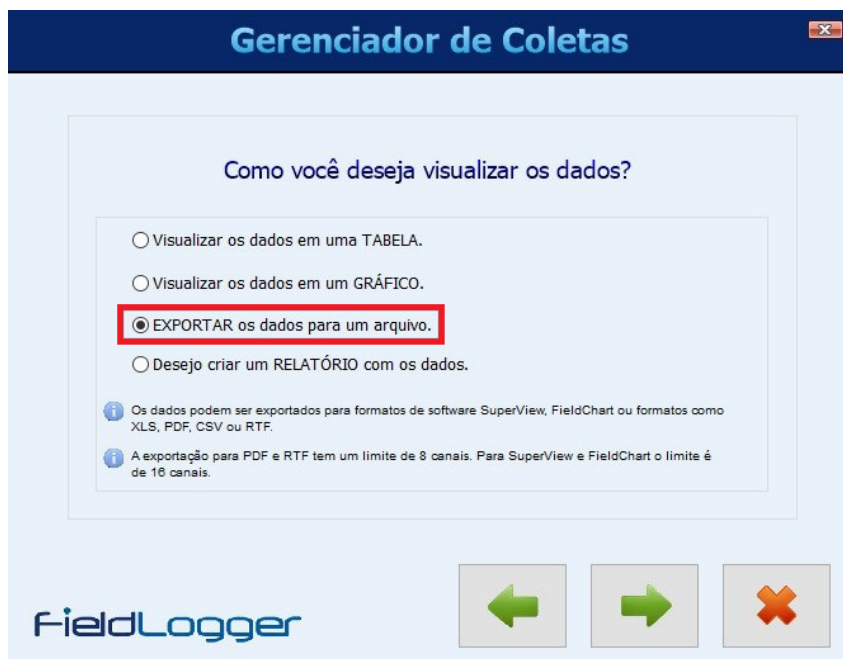 Gerenciador de Coletas
Como você deseja visualizar os dados?
Visualizar os dados em uma TABELA.
Visualizar os dados em um GRÁFICO.
EXPORTAR os dados para um arquivo.
Desejo criar um RELATÓRIO com os dados.
Os dados podem ser exportados para formatos de software SuperView, FieldChart ou formatos como
XLS, PDF, CSV ou RTF.
A exportação para PDF e RTF tem um limite de 8 canais. Para SuperView e FieldChart o limite é
de 16 canais.
FieldLogger